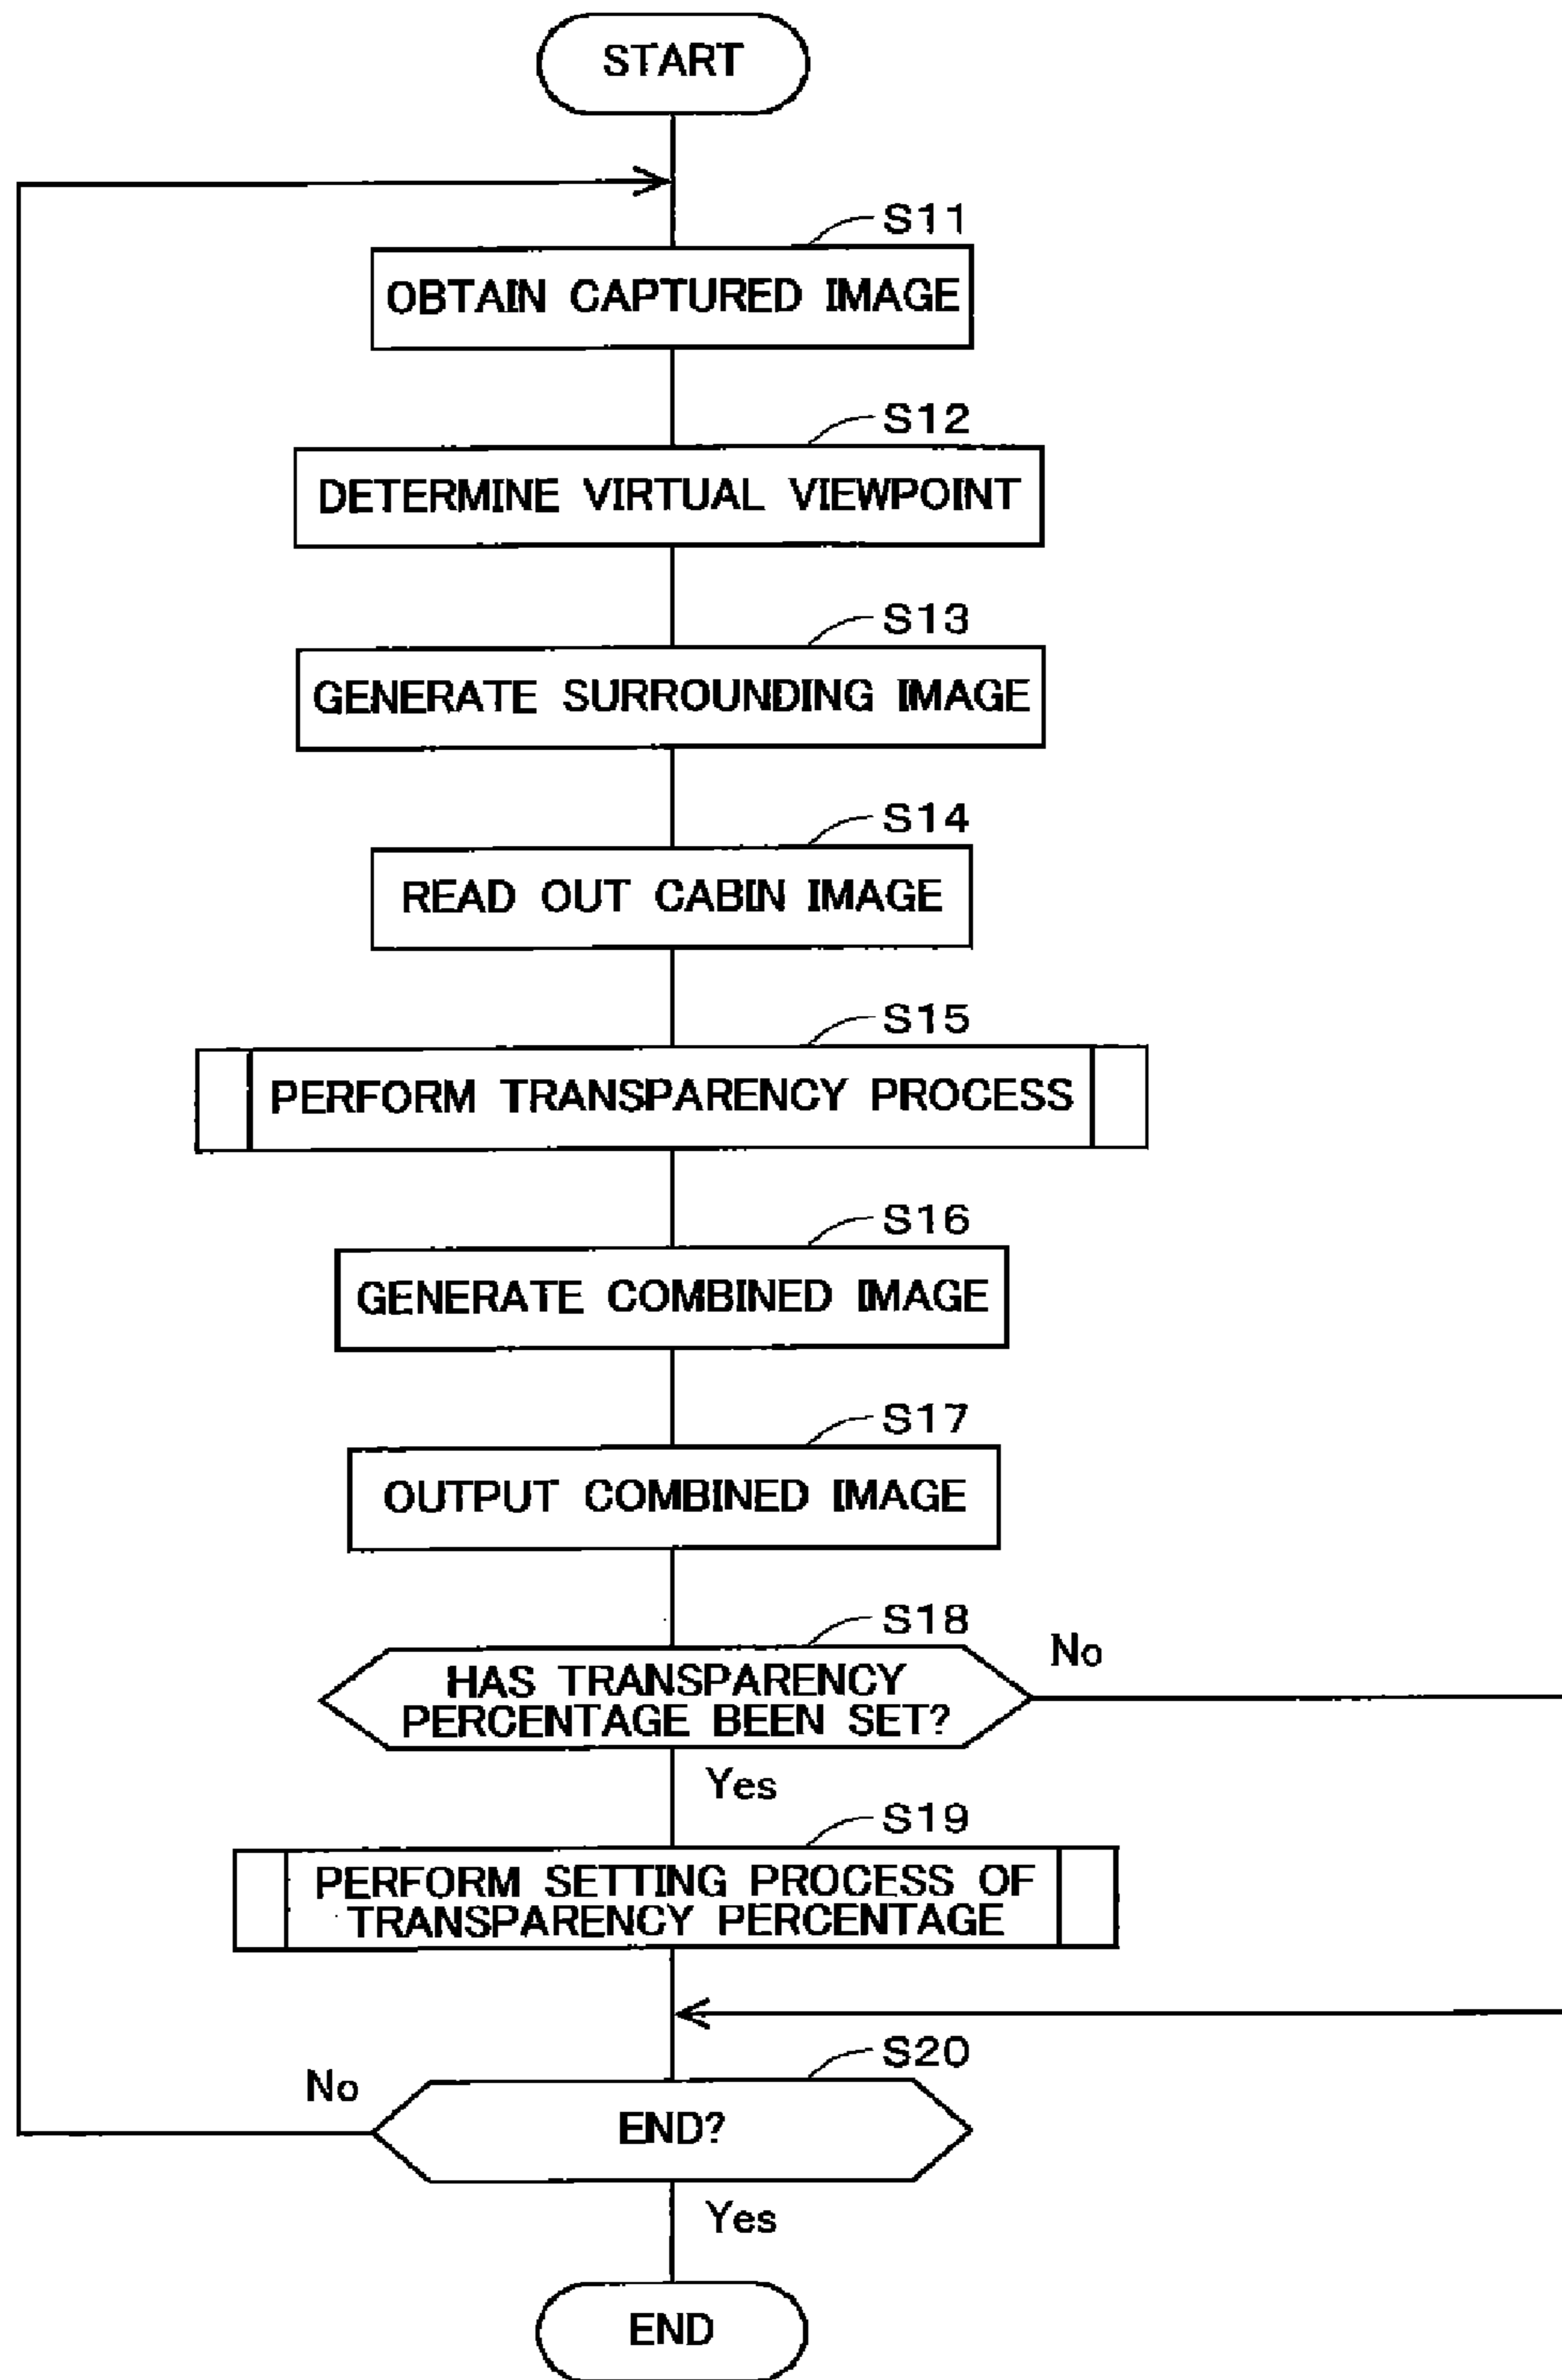 START
S11
OBTAIN CAPTURED IMAGE
S12
DETERMINE VIRTUAL VIEWPOINT
S13
GENERATE SURROUNDING IMAGE
S14
READ OUT CABIN IMAGE
S15
PERFORM TRANSPARENCY PROCESS
S16
GENERATE COMBINED IMAGE
S17
OUTPUT COMBINED IMAGE
S18
No
HAS TRANSPARENCY
PERCENTAGE BEEN SET?
Yes
S19
PERFORM SETTING PROCESS OF
TRANSPARENCY PERCENTAGE
S20
No
END?
Yes
END